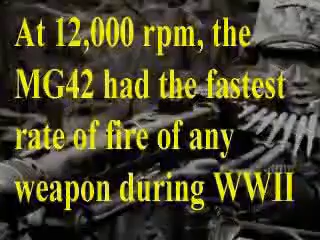 At 12,000 rpm, the
MG42 had the fastest
rate of fire of any
weapon during WWII